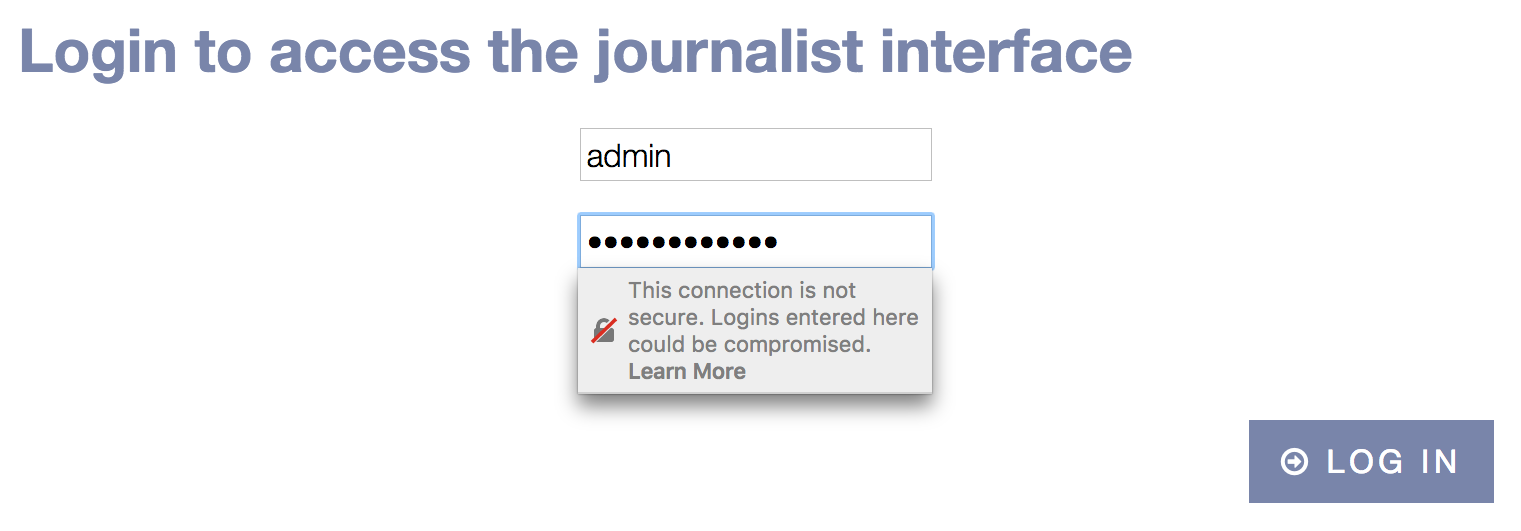 Login to access the journalist interface
admin
••••••••••••
This connection is not
secure. Logins entered here
could be compromised.
Learn More
LOG IN